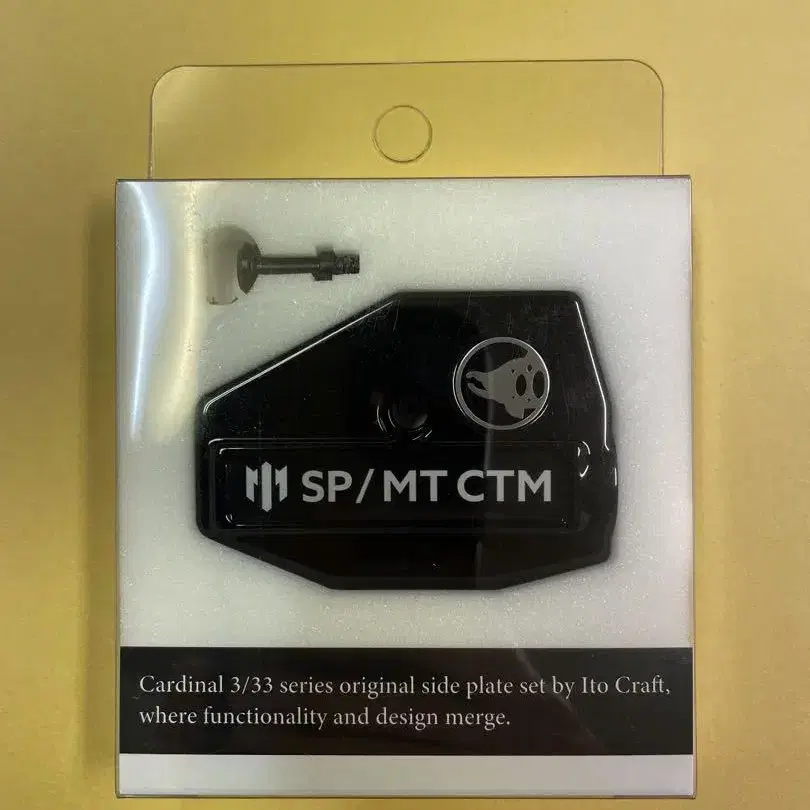 SP/MT CTM
Cardinal 3/33 series original side plate set by Ito Craft,
where functionality and design merge.